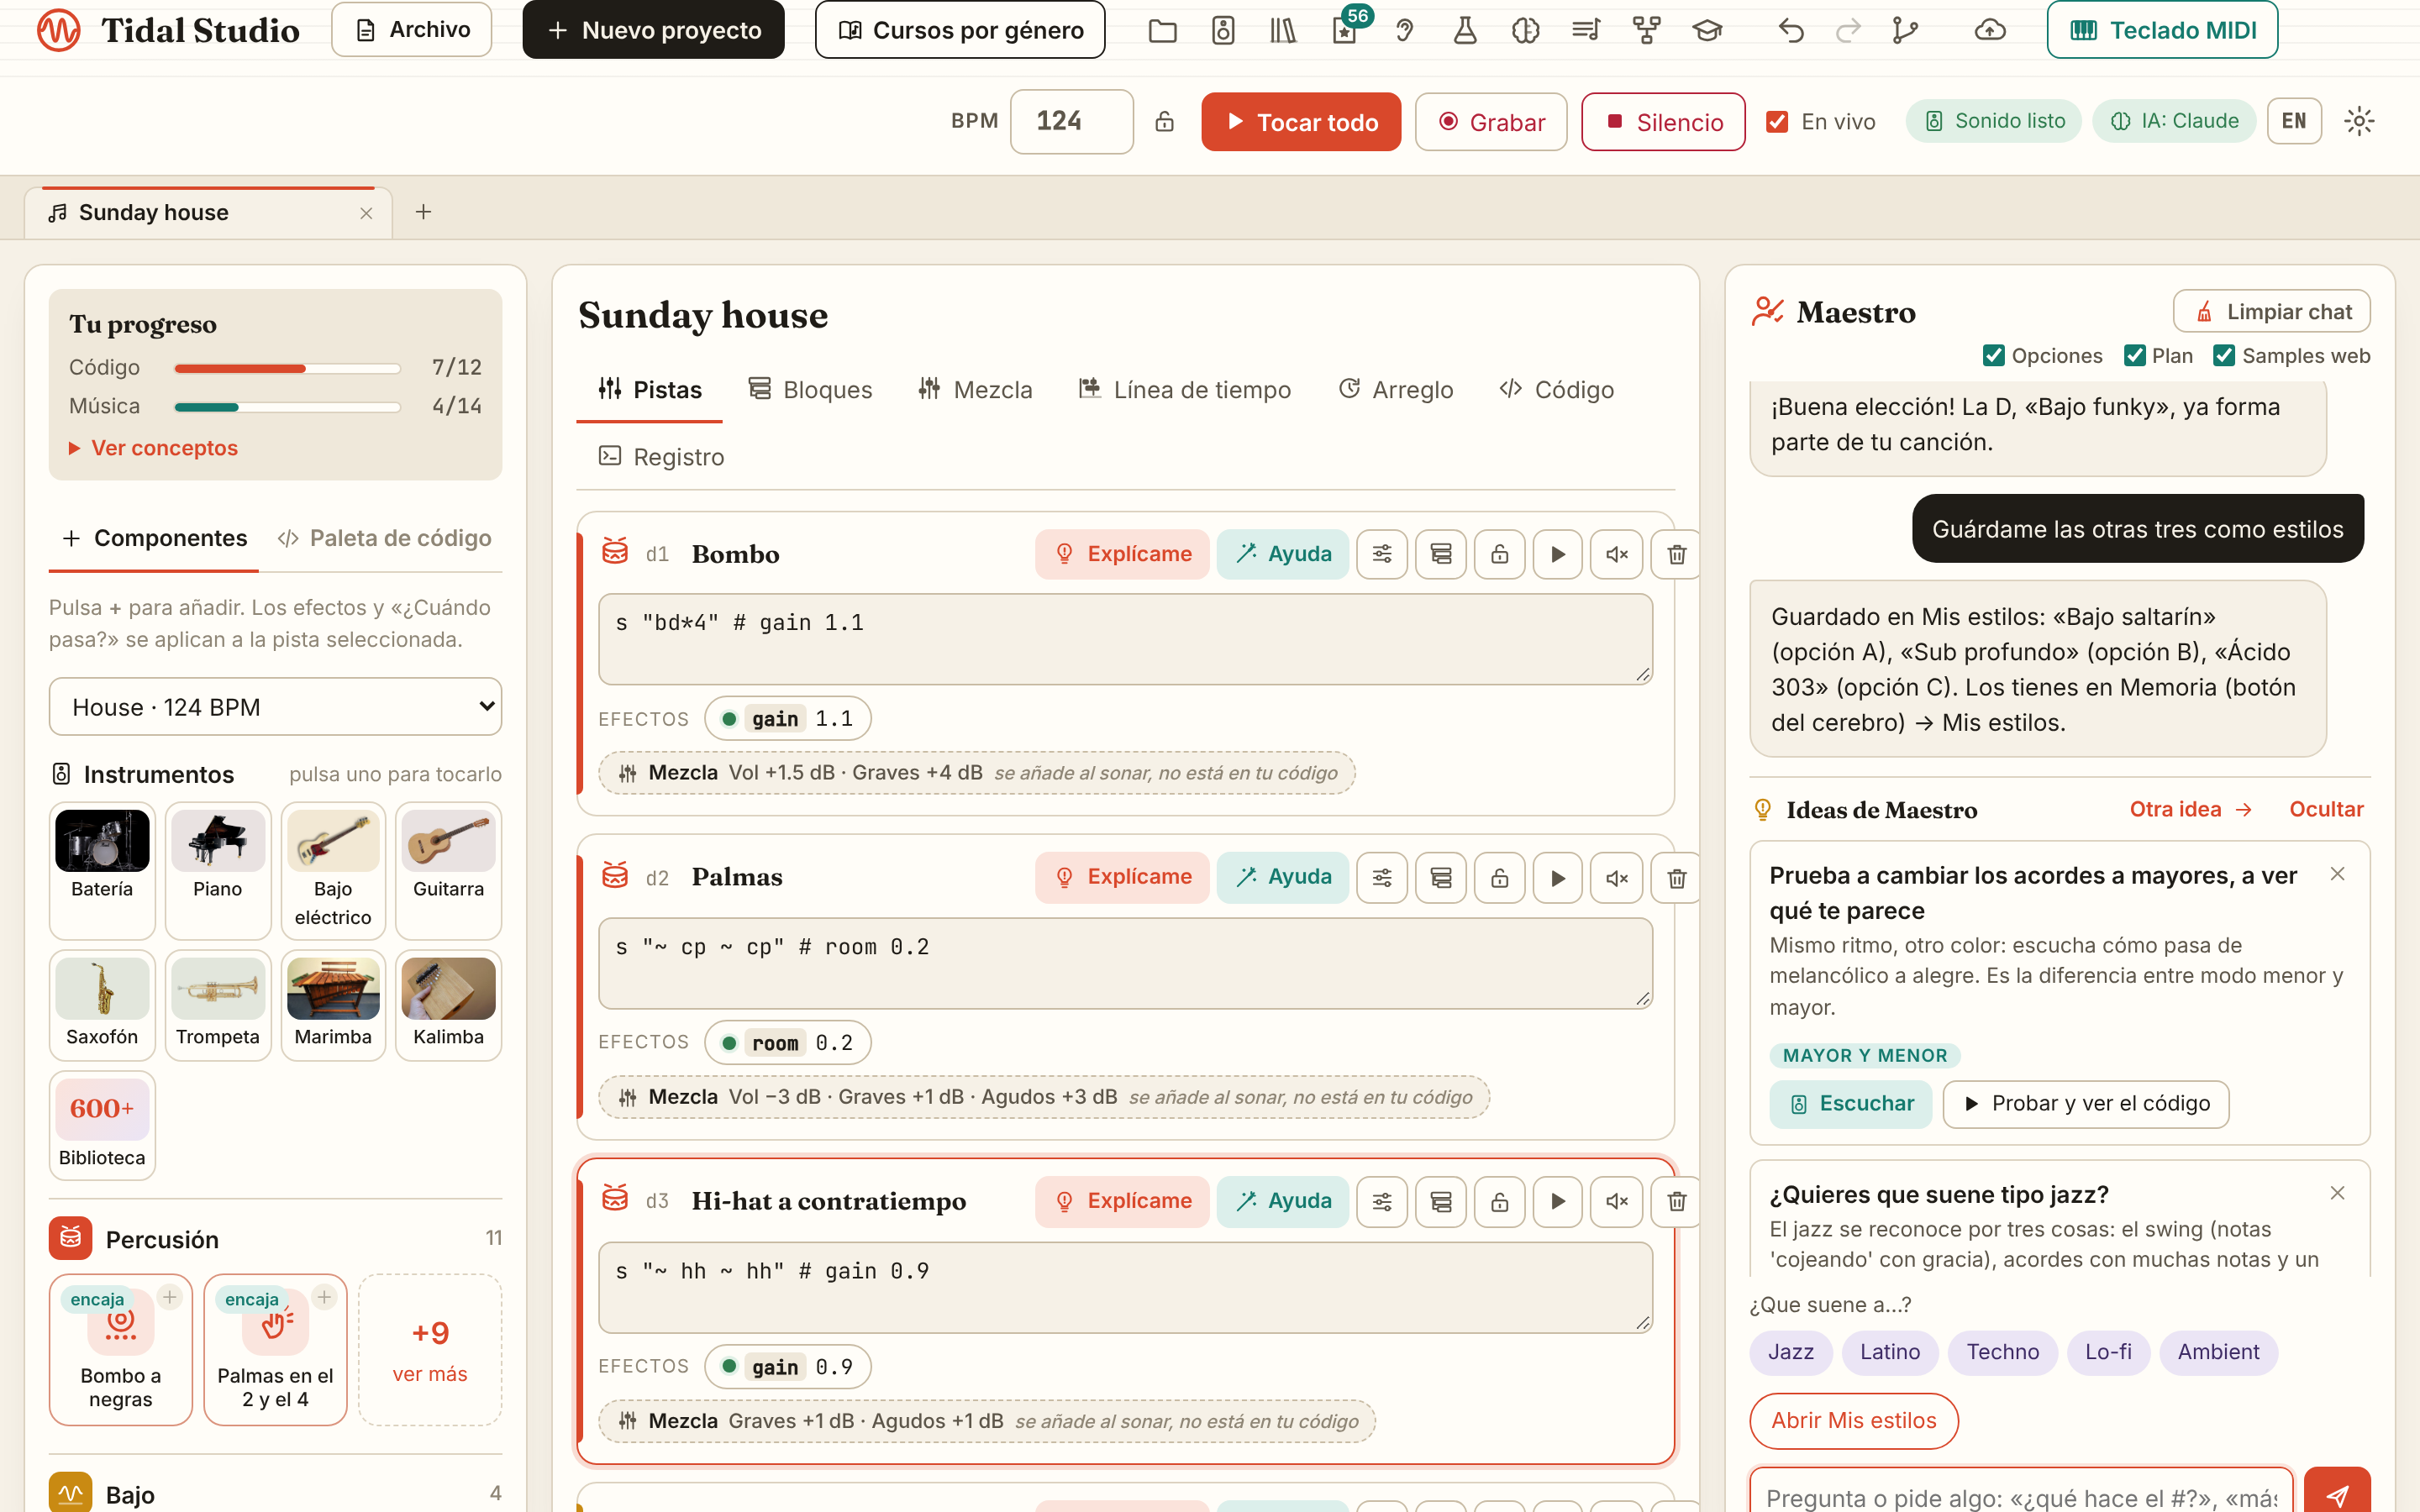 Tidal Studio
Archivo
+ Nuevo proyecto
Cursos por género
56
Teclado MIDI
BPM
124
Tocar todo
Grabar
Silencio
En vivo
Sonido listo
IA: Claude
EN
Sunday house
Tu progreso
Código 7/12
Música 4/14
Ver conceptos
+ Componentes
</> Paleta de código
Pulsa + para añadir. Los efectos y «¿Cuándo
pasa?» se aplican a la pista seleccionada.
House · 124 BPM
Instrumentos
pulsa uno para tocarlo
Batería
Piano
Bajo
eléctrico
Guitarra
Saxofón
Trompeta
Marimba
Kalimba
600+
Biblioteca
Percusión
11
encaja
Bombo a
negras
encaja
Palmas en el
2 y el 4
+9
ver más
Bajo
4
Sunday house
Pistas
Bloques
Mezcla
Línea de tiempo
Arreglo
</> Código
Registro
d1 Bombo
Explícame
Ayuda
s "bd*4" # gain 1.1
EFECTOS
gain 1.1
Mezcla Vol +1.5 dB · Graves +4 dB se añade al sonar, no está en tu código
d2 Palmas
Explícame
Ayuda
s "~ cp ~ cp" # room 0.2
EFECTOS
room 0.2
Mezcla Vol −3 dB · Graves +1 dB · Agudos +3 dB se añade al sonar, no está en tu código
d3 Hi-hat a contratiempo
Explícame
Ayuda
s "~ hh ~ hh" # gain 0.9
EFECTOS
gain 0.9
Mezcla Graves +1 dB · Agudos +1 dB se añade al sonar, no está en tu código
Maestro
Limpiar chat
Opciones
Plan
Samples web
¡Buena elección! La D, «Bajo funky», ya forma
parte de tu canción.
Guárdame las otras tres como estilos
Guardado en Mis estilos: «Bajo saltarín»
(opción A), «Sub profundo» (opción B), «Ácido
303» (opción C). Los tienes en Memoria (botón
del cerebro) → Mis estilos.
Ideas de Maestro
Otra idea →
Ocultar
Prueba a cambiar los acordes a mayores, a ver
qué te parece
Mismo ritmo, otro color: escucha cómo pasa de
melancólico a alegre. Es la diferencia entre modo menor y
mayor.
MAYOR Y MENOR
Escuchar
Probar y ver el código
¿Quieres que suene tipo jazz?
El jazz se reconoce por tres cosas: el swing (notas
'cojeando' con gracia), acordes con muchas notas y un
¿Que suene a...?
Jazz
Latino
Techno
Lo-fi
Ambient
Abrir Mis estilos
Pregunta o pide algo: «¿qué hace el #?», «más